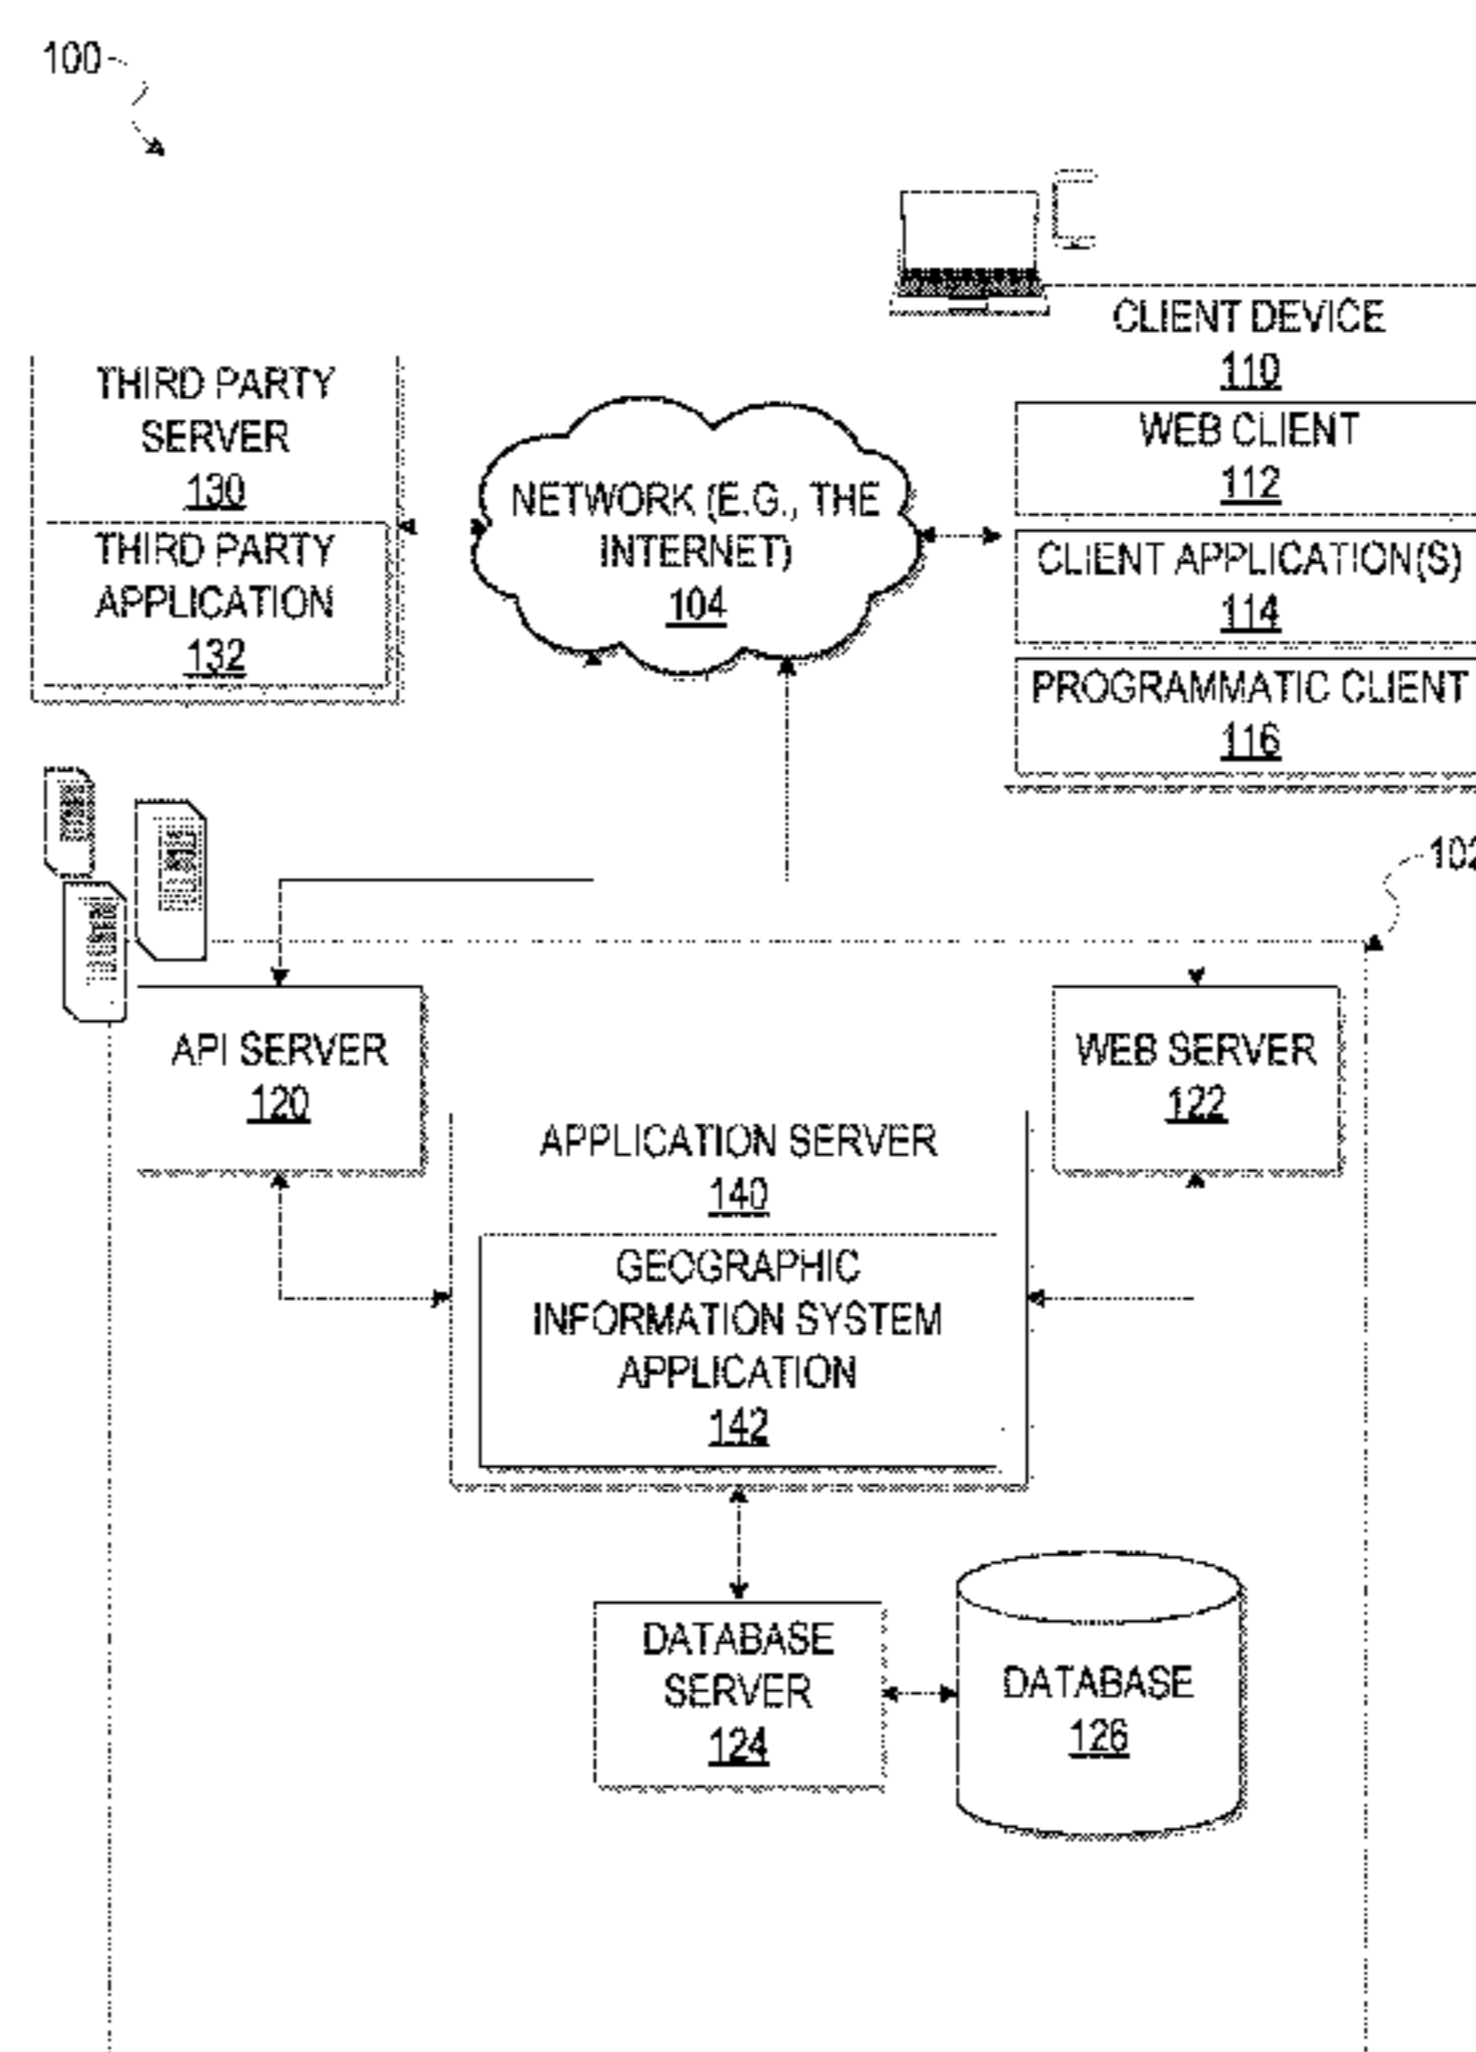 100
CLIENT DEVICE
110
THIRD PARTY
SERVER
130
THIRD PARTY
APPLICATION
132
NETWORK (E.G., THE
INTERNET)
104
WEB CLIENT
112
CLIENT APPLICATION(S)
114
PROGRAMMATIC CLIENT
116
102
API SERVER
120
WEB SERVER
122
APPLICATION SERVER
140
GEOGRAPHIC
INFORMATION SYSTEM
APPLICATION
142
DATABASE
SERVER
124
DATABASE
126